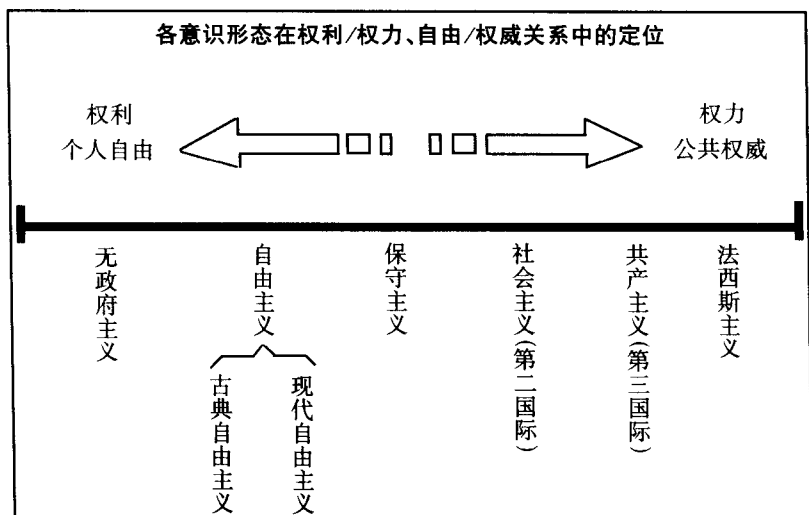 各意识形态在权利/权力、自由/权威关系中的定位
权利
个人自由
权力
公共权威
无政府主义
自由主义
古典自由主义
现代自由主义
保守主义
社会主义(第二国际)
共产主义(第三国际)
法西斯主义